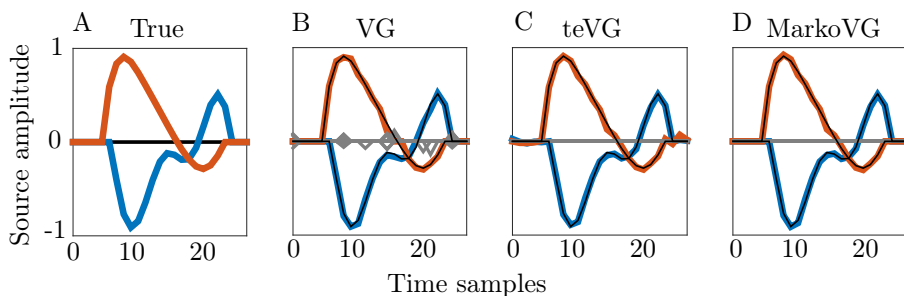 A B C D
True VG teVG MarkoVG
Source amplitude
1
0
-1
0 10 20 0 10 20 0 10 20 0 10 20
Time samples